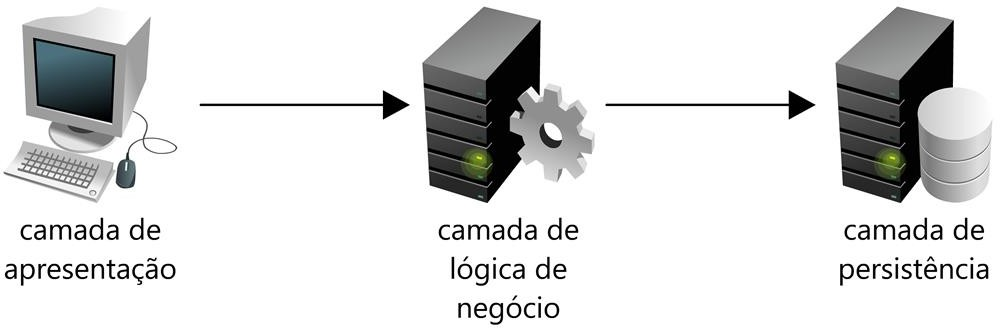 camada de
apresentação
camada de
lógica de
negócio
camada de
persistência